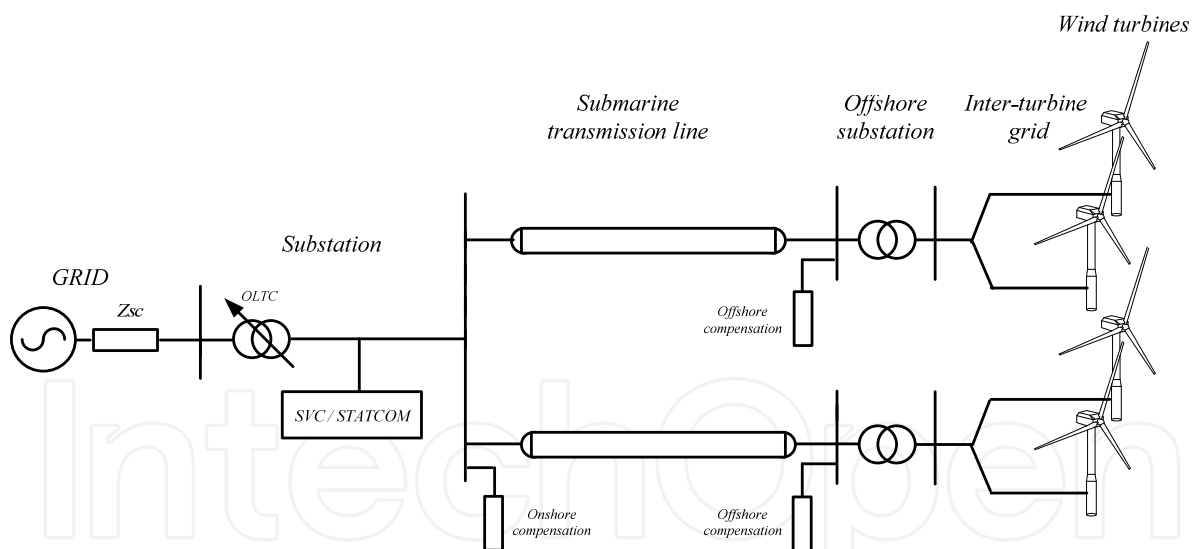 Wind turbines
Submarine
transmission line
Offshore
substation
Inter-turbine
grid
Substation
GRID
OLTC
Zsc
Offshore
compensation
SVC / STATCOM
Onshore
compensation
Offshore
compensation
IntechOpen